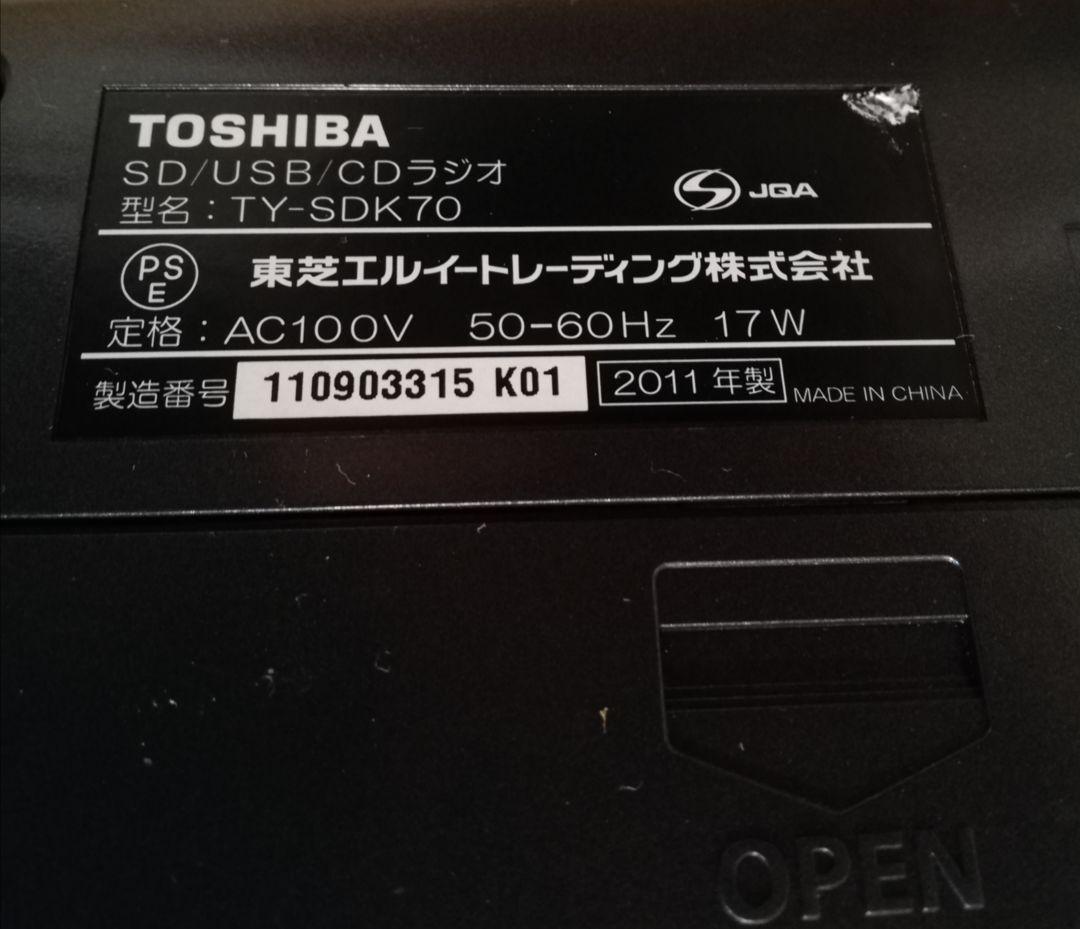 TOSHIBA
SD/USB/CDラジオ
型名：TY-SDK70
JQA
PSE
東芝エルイートレーディング株式会社
定格：AC100V 50-60Hz 17W
製造番号 110903315 K01 2011年製 MADE IN CHINA
OPEN